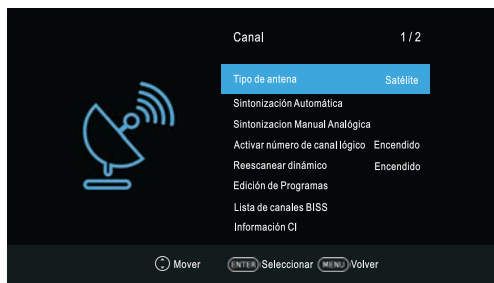 Canal 1 / 2
Tipo de antena Satélite
Sintonización Automática
Sintonizacion Manual Analógica
Activar número de canal lógico Encendido
Reescanear dinámico Encendido
Edición de Programas
Lista de canales BISS
Información CI
Mover ENTER Seleccionar MENU Volver